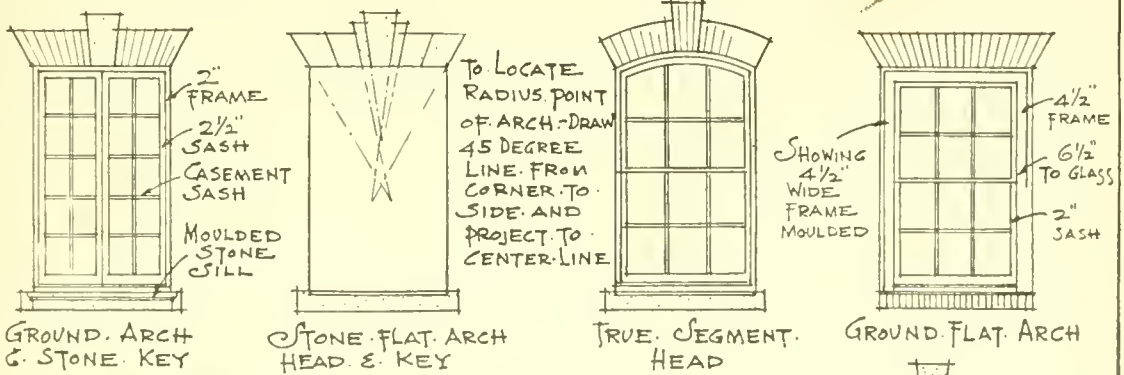 2"
FRAME
2½"
SASH
CASEMENT
SASH
MOULDED
STONE
SILL
GROUND. ARCH
&. STONE. KEY
STONE. FLAT. ARCH
HEAD. &. KEY
TO. LOCATE
RADIUS. POINT
OF. ARCH.-DRAW
45 DEGREE
LINE. FROM
CORNER. TO.
SIDE. AND
PROJECT. TO.
CENTER. LINE
TRUE. SEGMENT.
HEAD
SHOWING
4½"
WIDE
FRAME
MOULDED
4½"
FRAME
6½"
TO GLASS
2"
SASH
GROUND. FLAT. ARCH